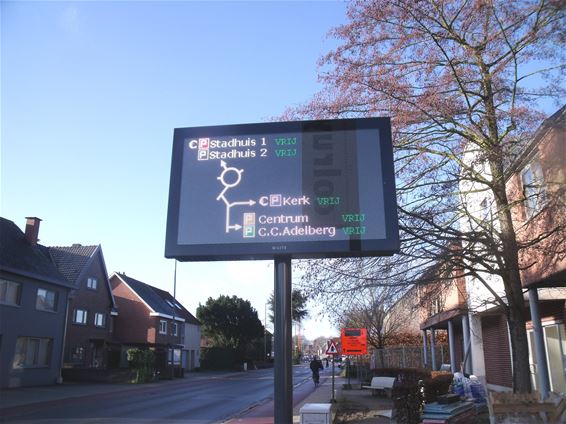 C P Stadhuis 1 VRIJ
P Stadhuis 2 VRIJ
C P Kerk VRIJ
P Centrum VRIJ
P C.C.Adelberg VRIJ